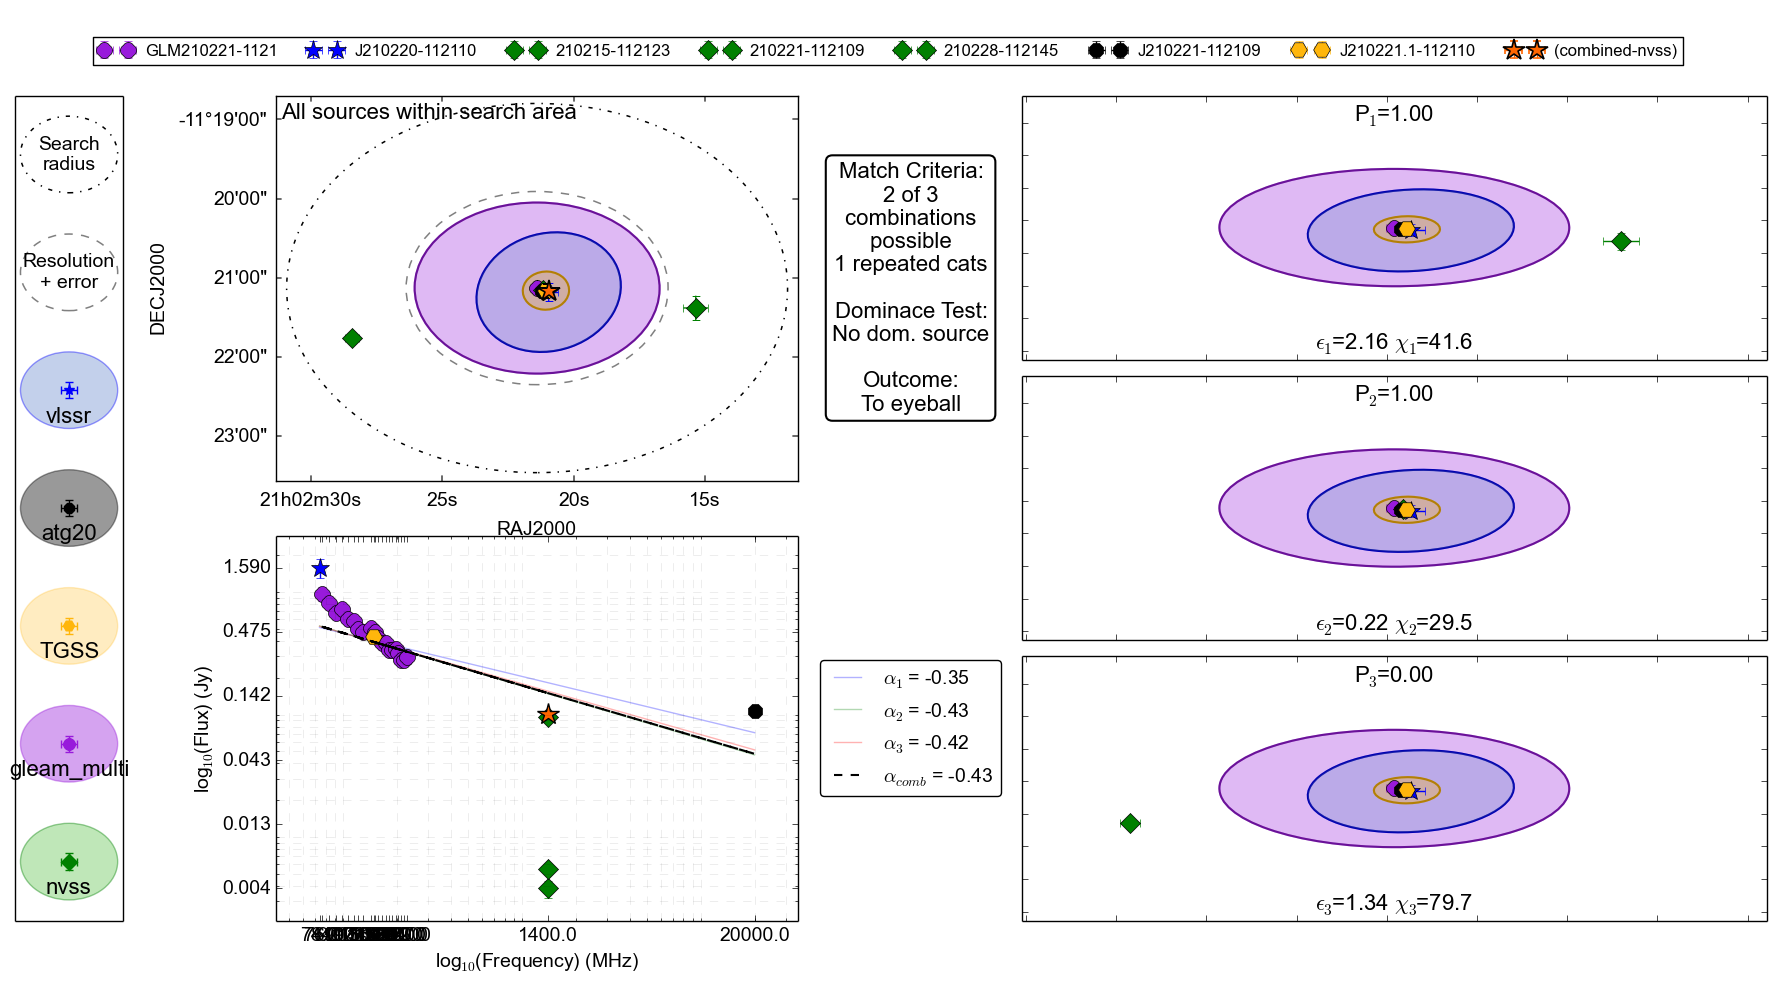 GLM210221-1121 J210220-112110 210215-112123 210221-112109 210228-112145 J210221-112109 J210221.1-112110 (combined-nvss)
Search
radius
Resolution
+ error
vlssr
atg20
TGSS
gleam_multi
nvss
All sources within search area
-11°19'00"
20'00"
21'00"
22'00"
23'00"
DECJ2000
21h02m30s 25s 20s 15s
RAJ2000
Match Criteria:
2 of 3
combinations
possible
1 repeated cats
Dominace Test:
No dom. source
Outcome:
To eyeball
1.590
0.475
0.142
0.043
0.013
0.004
log10(Flux) (Jy)
1400.0 20000.0
log10(Frequency) (MHz)
α1 = -0.35
α2 = -0.43
α3 = -0.42
αcomb = -0.43
P1=1.00
ϵ1=2.16 χ1=41.6
P2=1.00
ϵ2=0.22 χ2=29.5
P3=0.00
ϵ3=1.34 χ3=79.7